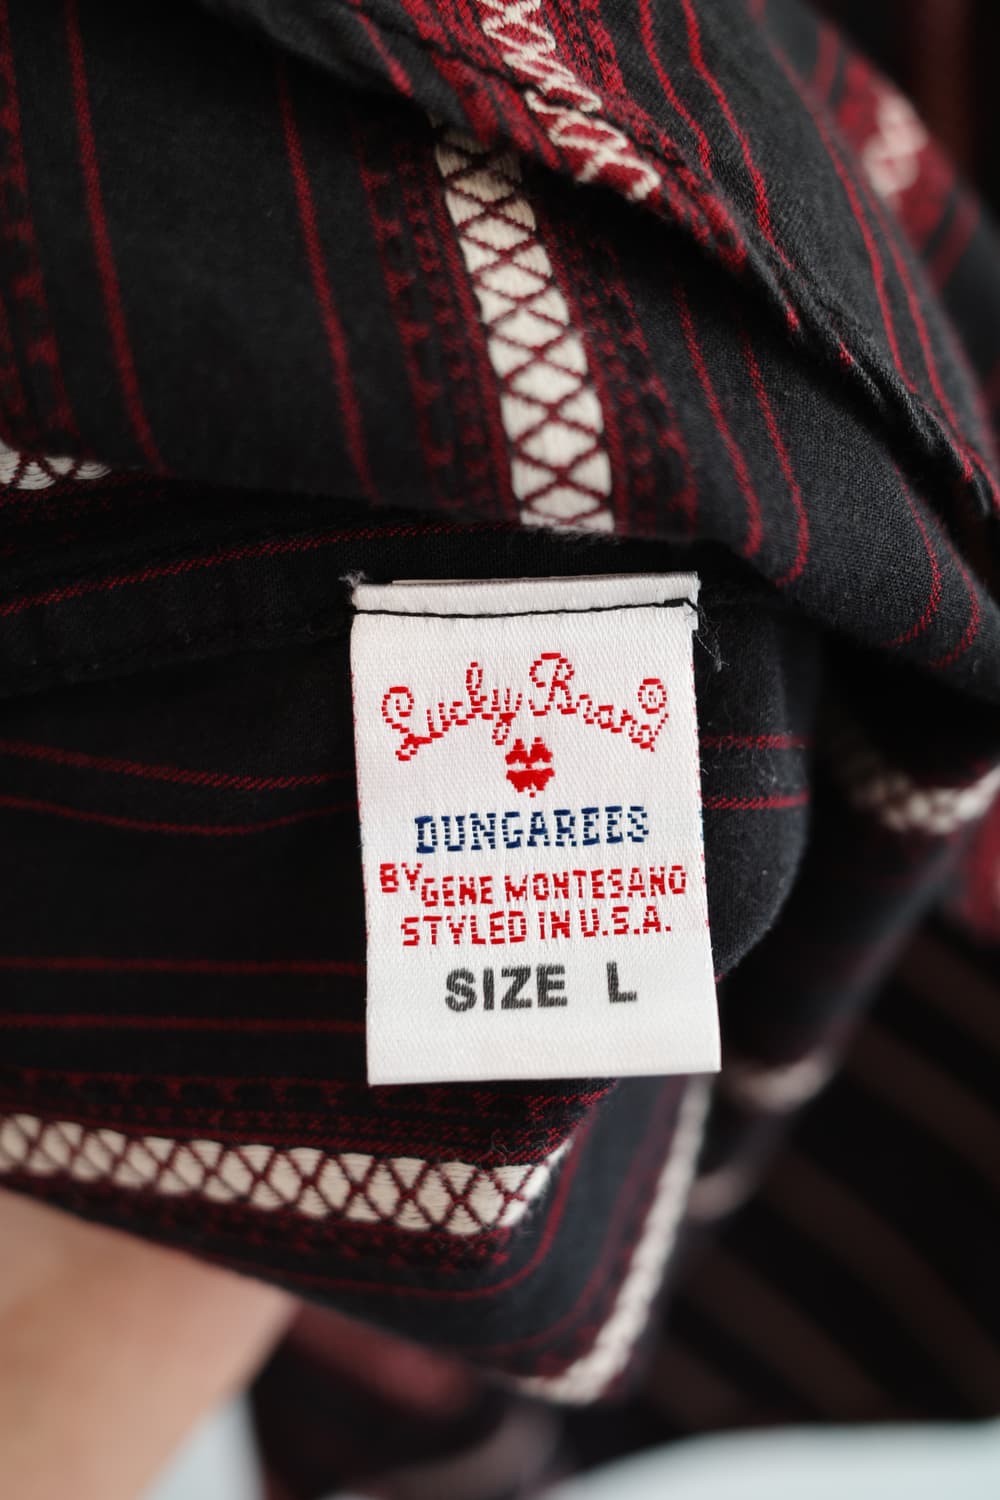 Lucky Brand
DUNGAREES
BY GENE MONTESANO
STYLED IN U.S.A.
SIZE L